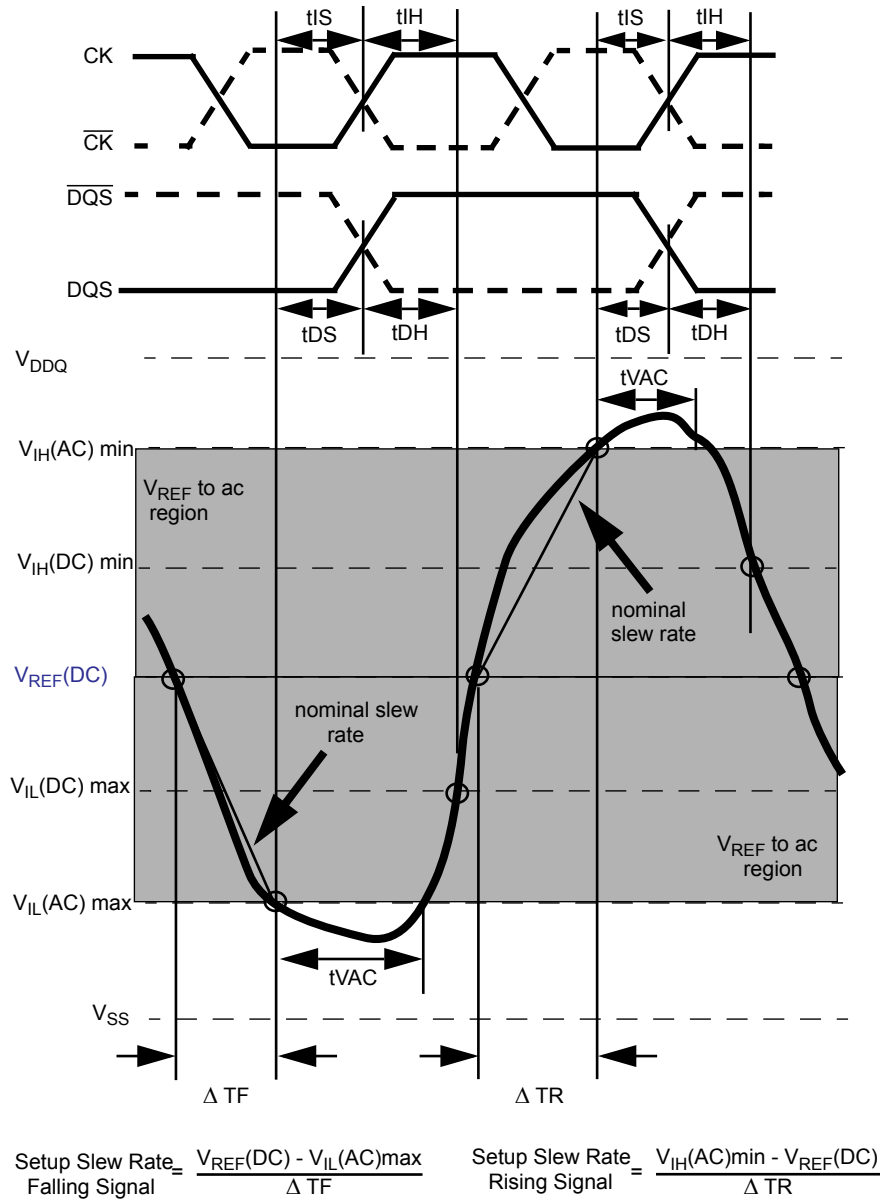 tIS tIH tIS tIH
CK
CK
DQS
DQS
tDS tDH tDS tDH
VDDQ
tVAC
VIH(AC) min
VREF to ac
region
VIH(DC) min
nominal
slew rate
VREF(DC)
nominal slew
rate
VIL(DC) max
VREF to ac
region
VIL(AC) max
tVAC
VSS
Δ TF Δ TR
Setup Slew Rate
Falling Signal
=
VREF(DC) - VIL(AC)max
Δ TF
Setup Slew Rate
Rising Signal
=
VIH(AC)min - VREF(DC)
Δ TR